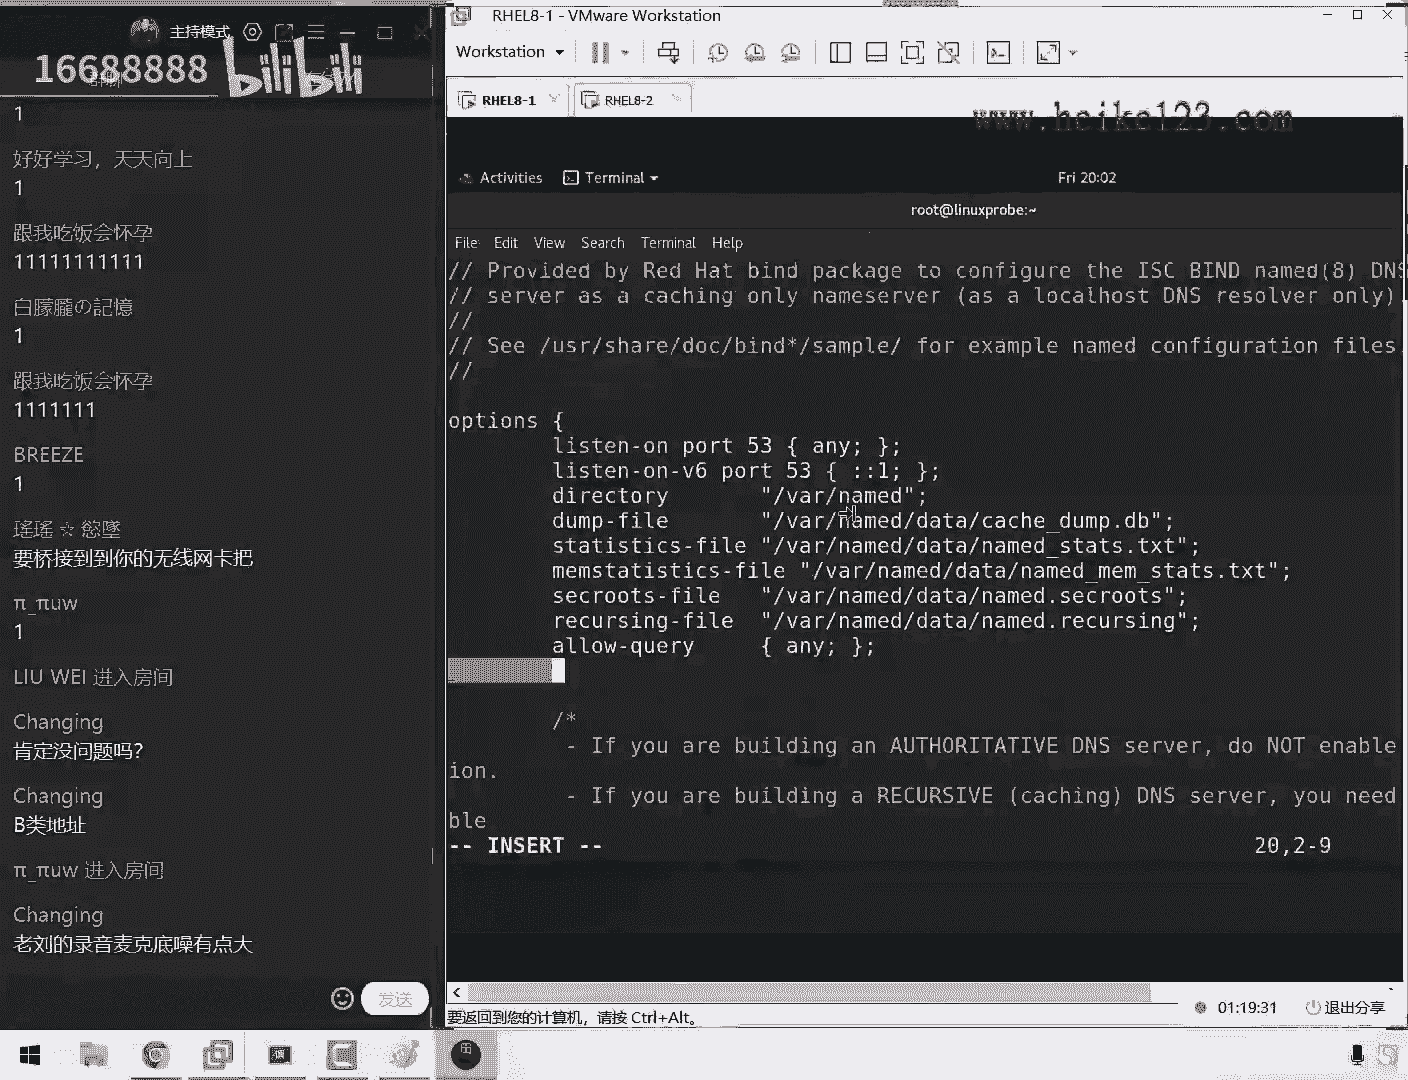 主持模式
16688888
bilibili
1
好好学习，天天向上
1
跟我吃饭会怀孕
11111111111
白朦朧の記憶
1
跟我吃饭会怀孕
1111111
BREEZE
1
瑤瑤 ☆ 慾墜
要桥接到到你的无线网卡把
π_πuw
1
LIU WEI 进入房间
Changing
肯定没问题吗?
Changing
B类地址
π_πuw 进入房间
Changing
老刘的录音麦克底噪有点大
发送
RHEL8-1 - VMware Workstation
Workstation
RHEL8-1
RHEL8-2
www.heike123.com
Activities
Terminal
Fri 20:02
root@linuxprobe:~
File Edit View Search Terminal Help
// Provided by Red Hat bind package to configure the ISC BIND named(8) DNS
// server as a caching only nameserver (as a localhost DNS resolver only)
//
// See /usr/share/doc/bind*/sample/ for example named configuration files.
//
options {
listen-on port 53 { any; };
listen-on-v6 port 53 { ::1; };
directory "/var/named";
dump-file "/var/named/data/cache_dump.db";
statistics-file "/var/named/data/named_stats.txt";
memstatistics-file "/var/named/data/named_mem_stats.txt";
secroots-file "/var/named/data/named.secroots";
recursing-file "/var/named/data/named.recursing";
allow-query { any; };
/*
- If you are building an AUTHORITATIVE DNS server, do NOT enable
ion.
- If you are building a RECURSIVE (caching) DNS server, you need
ble
-- INSERT --
20,2-9
01:19:31
退出分享
要返回到您的计算机，请按 Ctrl+Alt。